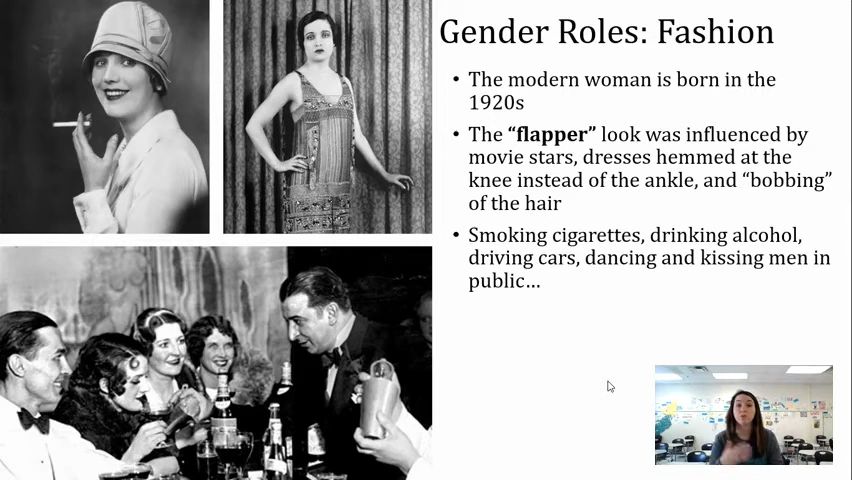 Gender Roles: Fashion
• The modern woman is born in the
1920s
• The “flapper” look was influenced by
movie stars, dresses hemmed at the
knee instead of the ankle, and “bobbing”
of the hair
• Smoking cigarettes, drinking alcohol,
driving cars, dancing and kissing men in
public…